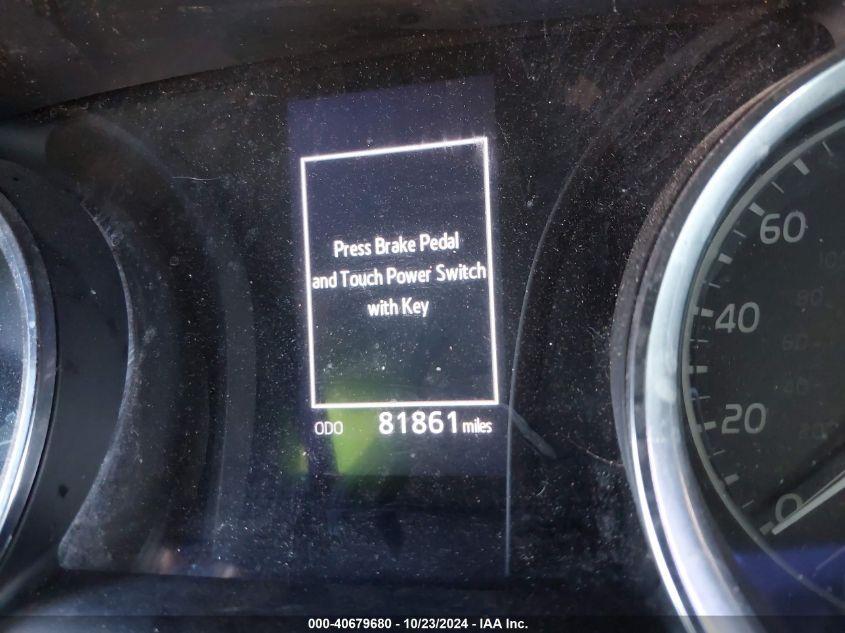 Press Brake Pedal
and Touch Power Switch
with Key
ODO 81861 miles
60
40
20
0
000-40679680 - 10/23/2024 - IAA Inc.